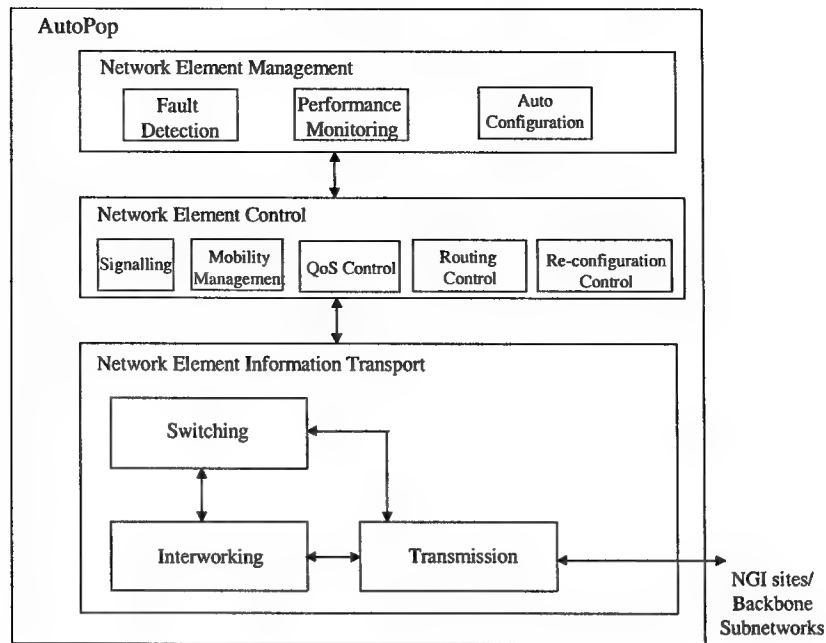 AutoPop
Network Element Management
Fault
Detection
Performance
Monitoring
Auto
Configuration
Network Element Control
Signalling
Mobility
Managemen
QoS Control
Routing
Control
Re-configuration
Control
Network Element Information Transport
Switching
Interworking
Transmission
NGI sites/
Backbone
Subnetworks